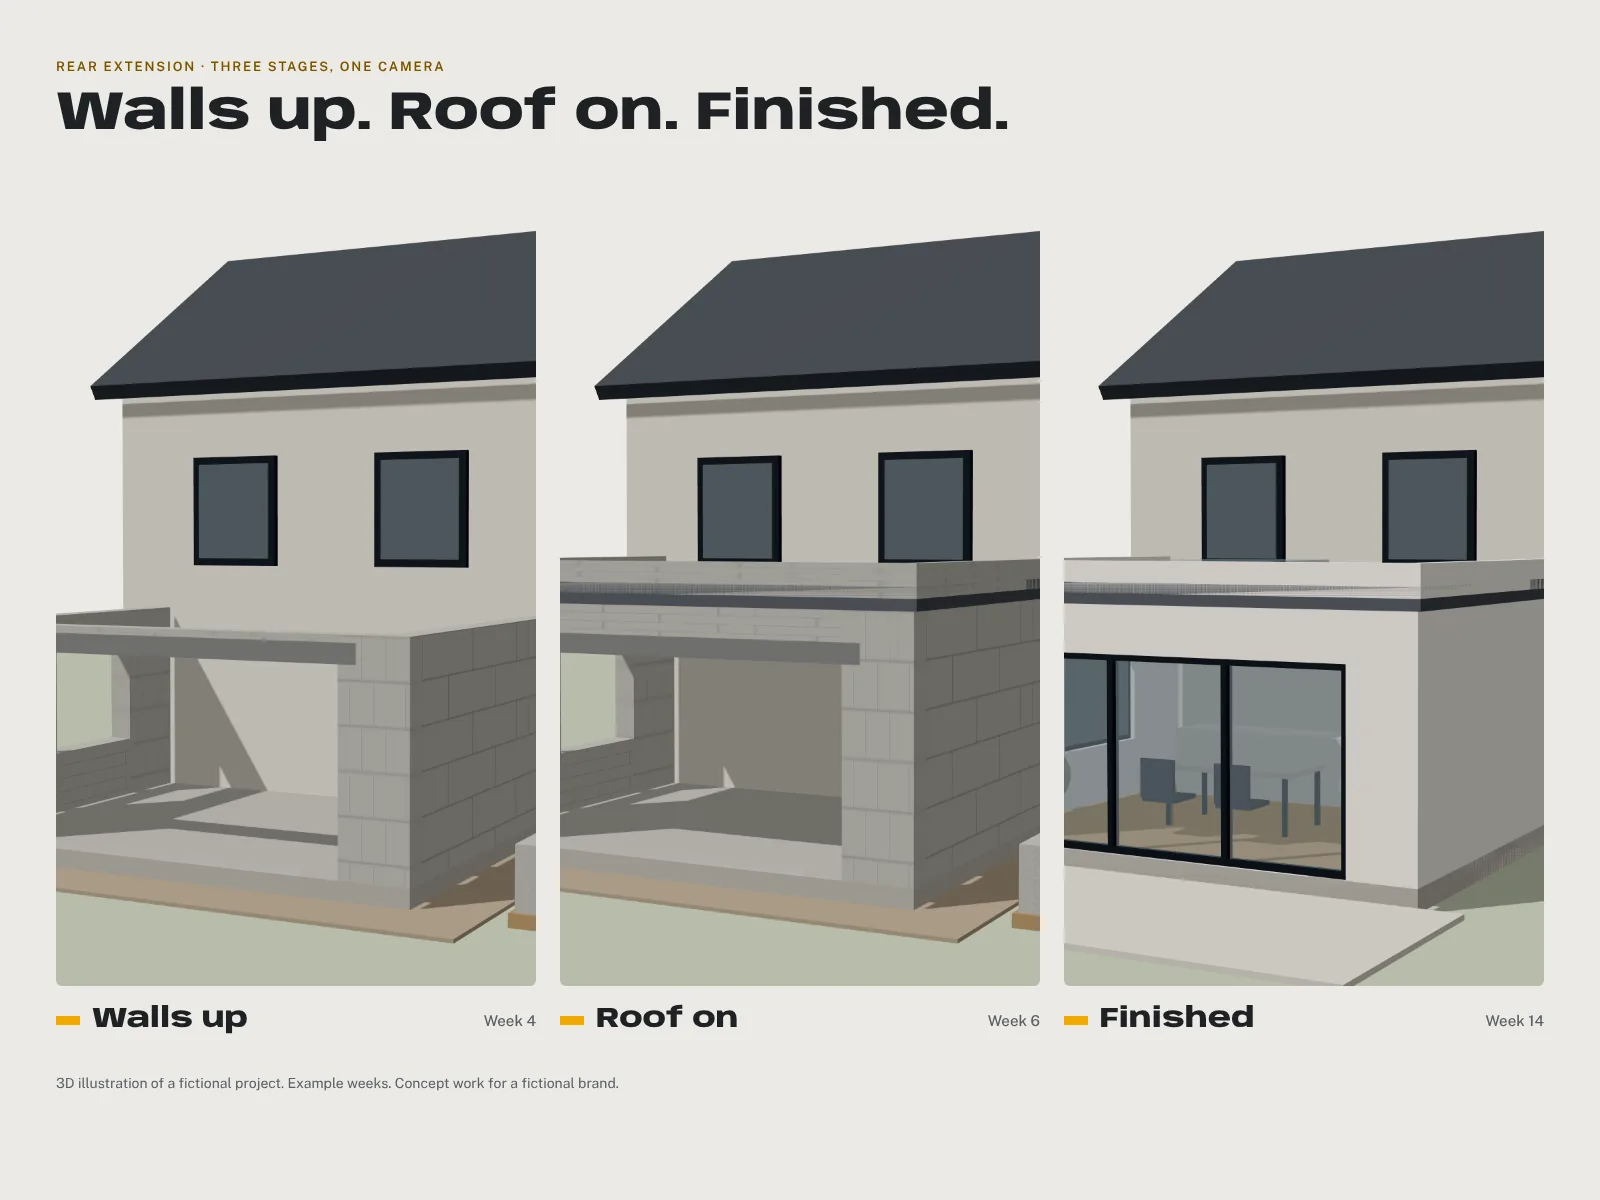 REAR EXTENSION · THREE STAGES, ONE CAMERA
Walls up. Roof on. Finished.
Walls up
Week 4
Roof on
Week 6
Finished
Week 14
3D illustration of a fictional project. Example weeks. Concept work for a fictional brand.